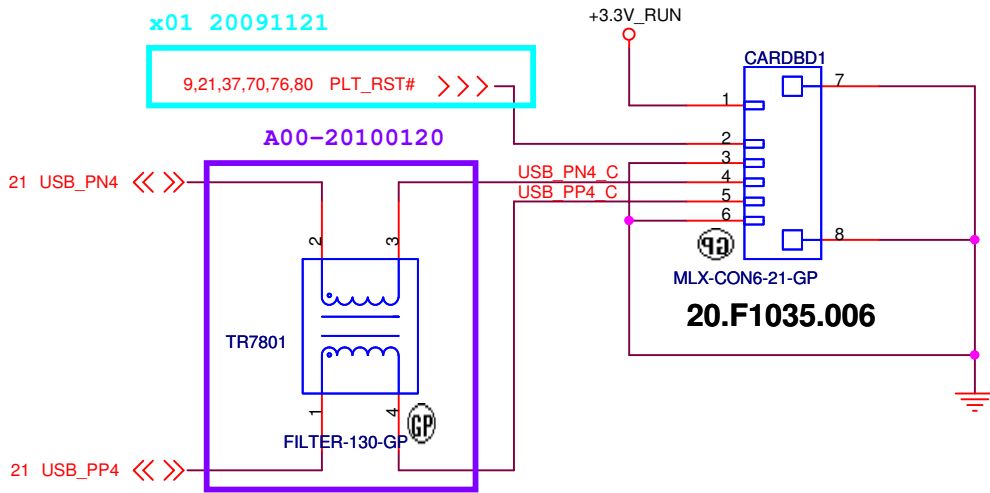 x01 20091121
+3.3V_RUN
9,21,37,70,76,80 PLT_RST#
CARDBD1
7
1
2
3
4
5
6
8
A00-20100120
21 USB_PN4
USB_PN4_C
USB_PP4_C
GP
MLX-CON6-21-GP
20.F1035.006
2
3
TR7801
1
4
GP
FILTER-130-GP
21 USB_PP4